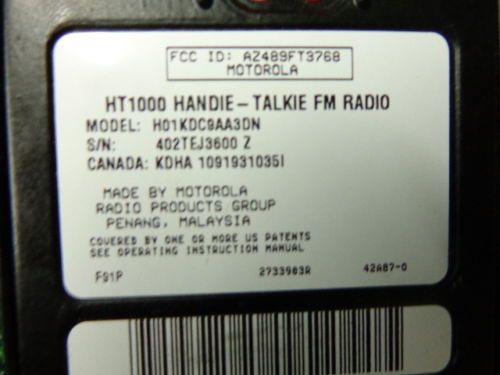 FCC ID: AZ489FT3768
MOTOROLA
HT1000 HANDIE-TALKIE FM RADIO
MODEL: H01KDC9AA3DN
S/N: 402TEJ3600 Z
CANADA: KDHA 1091931035I
MADE BY MOTOROLA
RADIO PRODUCTS GROUP
PENANG, MALAYSIA
COVERED BY ONE OR MORE US PATENTS
SEE OPERATING INSTRUCTION MANUAL
F91P 2733983R 42A87-0